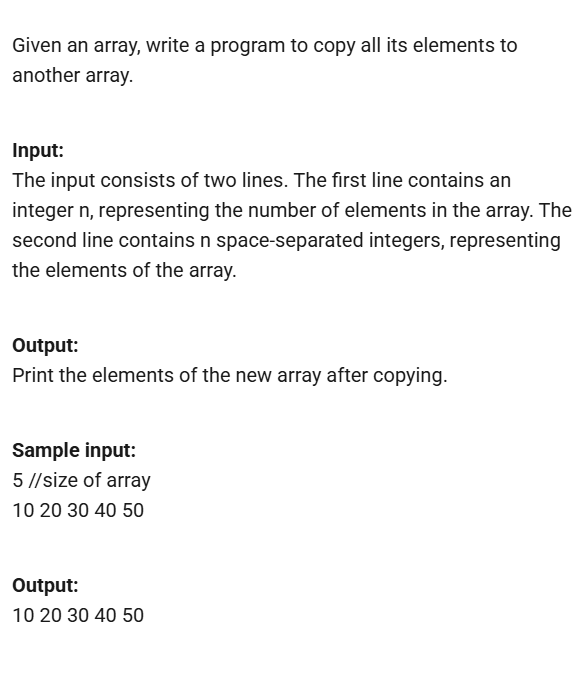 Given an array, write a program to copy all its elements to
another array.
Input:
The input consists of two lines. The first line contains an
integer n, representing the number of elements in the array. The
second line contains n space-separated integers, representing
the elements of the array.
Output:
Print the elements of the new array after copying.
Sample input:
5 //size of array
10 20 30 40 50
Output:
10 20 30 40 50